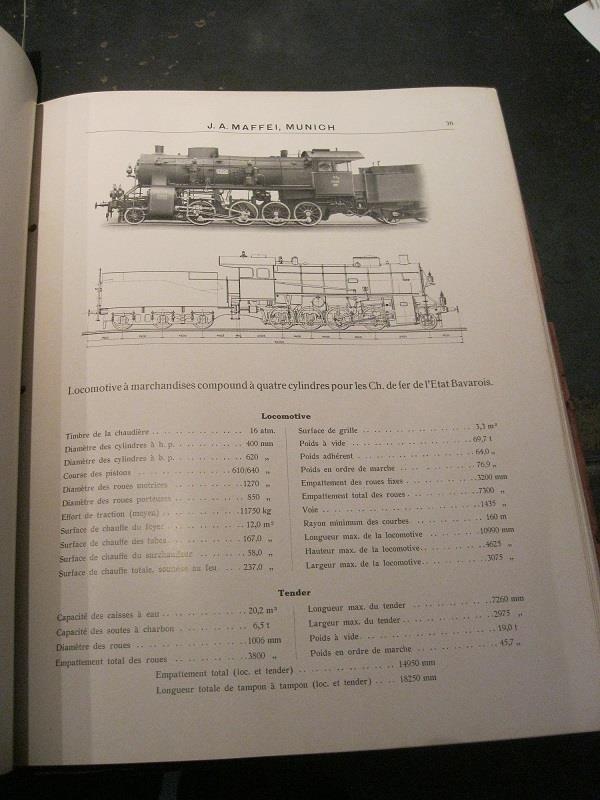 J. A. MAFFEI, MUNICH
36
Locomotive à marchandises compound à quatre cylindres pour les Ch. de fer de l'Etat Bavarois.
Locomotive
Timbre de la chaudière . . . . . . . . . . . . . . . . 16 atm.
Diamètre des cylindres à h. p. . . . . . . . . . . . 400 mm
Diamètre des cylindres à b. p. . . . . . . . . . . . 620 „
Course des pistons . . . . . . . . . . . . . . . 610/640 „
Diamètre des roues motrices . . . . . . . . . . . 1270 „
Diamètre des roues porteuses . . . . . . . . . . 850 „
Effort de traction (moyen) . . . . . . . . . . . 11750 kg
Surface de chauffe du foyer . . . . . . . . . . . 12,0 m²
Surface de chauffe des tubes . . . . . . . . . . 167,0 „
Surface de chauffe du surchauffeur . . . . . . 58,0 „
Surface de chauffe totale, soumise au feu . . . 237,0 „
Surface de grille . . . . . . . . . . . . . . . . . . . 3,3 m²
Poids à vide . . . . . . . . . . . . . . . . . . . . . 69,7 t
Poids adhérent . . . . . . . . . . . . . . . . . . . 64,0 „
Poids en ordre de marche . . . . . . . . . . . . 76,9 „
Empattement des roues fixes . . . . . . . . . 3200 mm
Empattement total des roues . . . . . . . . . . 7300 „
Voie . . . . . . . . . . . . . . . . . . . . . . . . 1435 „
Rayon minimum des courbes . . . . . . . . . 160 m
Longueur max. de la locomotive . . . . . . 10990 mm
Hauteur max. de la locomotive . . . . . . . . 4625 „
Largeur max. de la locomotive . . . . . . . . 3075 „
Tender
Capacité des caisses à eau . . . . . . . . . . . 20,2 m³
Capacité des soutes à charbon . . . . . . . . . 6,5 t
Diamètre des roues . . . . . . . . . . . . . . . 1006 mm
Empattement total des roues . . . . . . . . . . 3800 „
Longueur max. du tender . . . . . . . . . . . . 7260 mm
Largeur max. du tender . . . . . . . . . . . . . 2975 „
Poids à vide . . . . . . . . . . . . . . . . . . . . 19,0 t
Poids en ordre de marche . . . . . . . . . . . . 45,7 „
Empattement total (loc. et tender) . . . . . . . . . . . . 14950 mm
Longueur totale de tampon à tampon (loc. et tender) . . . . 18250 mm